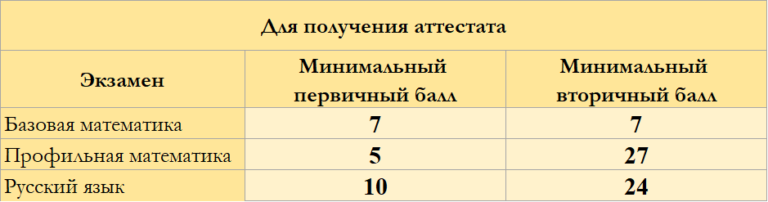 Для получения аттестата
Экзамен
Минимальный
первичный балл
Минимальный
вторичный балл
Базовая математика 7 7
Профильная математика 5 27
Русский язык 10 24